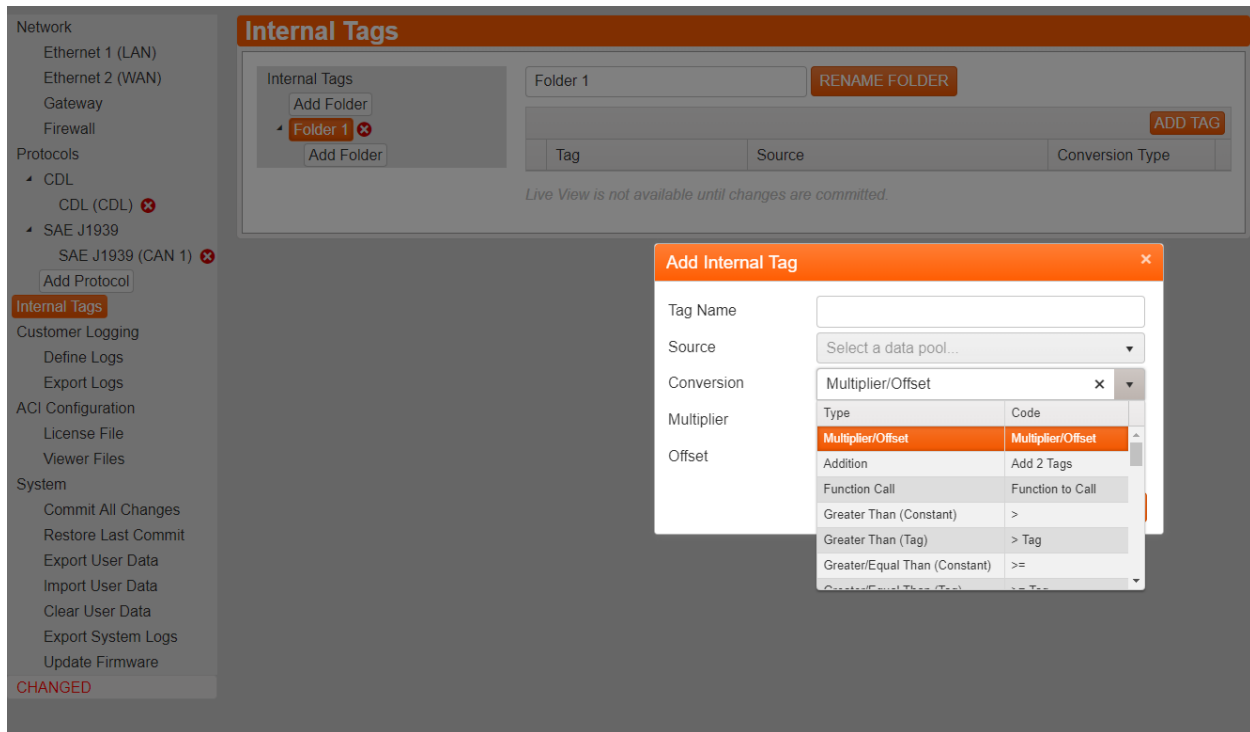 Network
Ethernet 1 (LAN)
Ethernet 2 (WAN)
Gateway
Firewall
Protocols
CDL
CDL (CDL)
SAE J1939
SAE J1939 (CAN 1)
Add Protocol
Internal Tags
Customer Logging
Define Logs
Export Logs
ACI Configuration
License File
Viewer Files
System
Commit All Changes
Restore Last Commit
Export User Data
Import User Data
Clear User Data
Export System Logs
Update Firmware
CHANGED
Internal Tags
Internal Tags
Add Folder
Folder 1
Add Folder
Folder 1 RENAME FOLDER
ADD TAG
Tag Source Conversion Type
Live View is not available until changes are committed.
Add Internal Tag
Tag Name
Source Select a data pool...
Conversion Multiplier/Offset
Multiplier
Offset
Type Code
Multiplier/Offset Multiplier/Offset
Addition Add 2 Tags
Function Call Function to Call
Greater Than (Constant) >
Greater Than (Tag) > Tag
Greater/Equal Than (Constant) >=
Greater/Equal Than (Tag) >= Tag